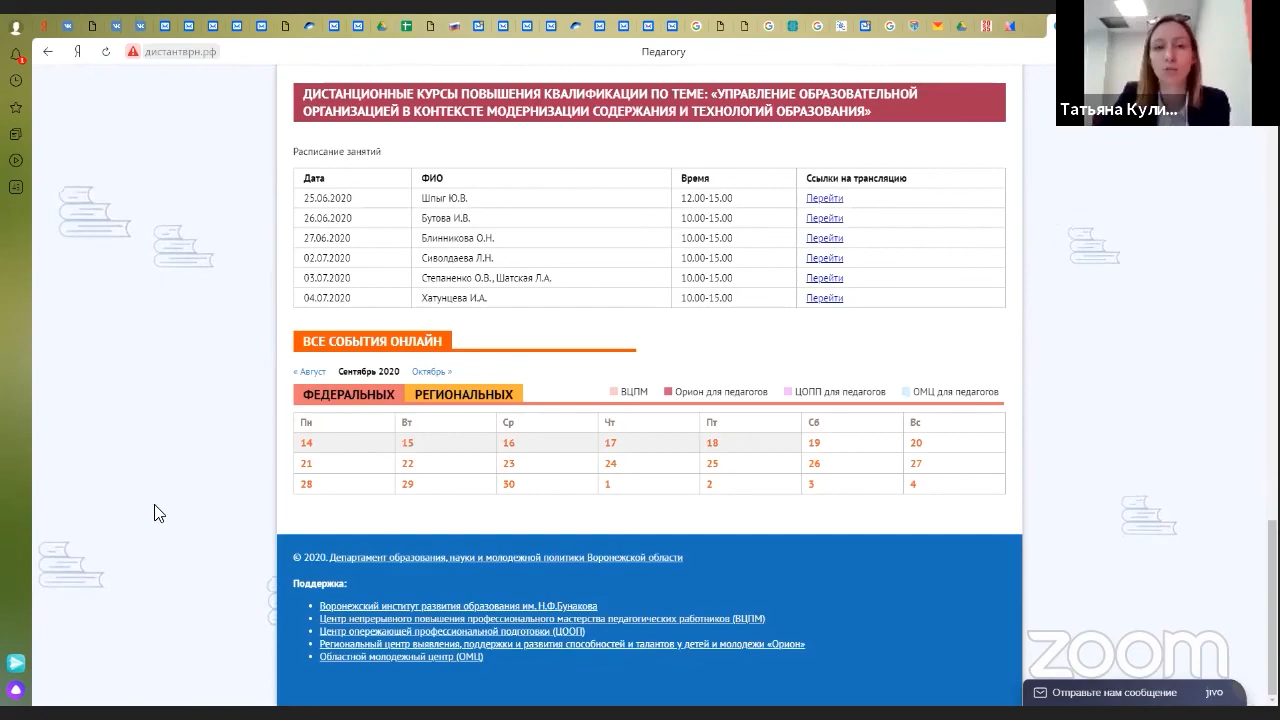 Я
дистантврн.рф
Педагогу
Татьяна Кули...
ДИСТАНЦИОННЫЕ КУРСЫ ПОВЫШЕНИЯ КВАЛИФИКАЦИИ ПО ТЕМЕ: «УПРАВЛЕНИЕ ОБРАЗОВАТЕЛЬНОЙ
ОРГАНИЗАЦИЕЙ В КОНТЕКСТЕ МОДЕРНИЗАЦИИ СОДЕРЖАНИЯ И ТЕХНОЛОГИЙ ОБРАЗОВАНИЯ»
Расписание занятий
Дата ФИО Время Ссылки на трансляцию
25.06.2020 Шпыг Ю.В. 12.00-15.00 Перейти
26.06.2020 Бутова И.В. 10.00-15.00 Перейти
27.06.2020 Блинникова О.Н. 10.00-15.00 Перейти
02.07.2020 Сиволдаева Л.Н. 10.00-15.00 Перейти
03.07.2020 Степаненко О.В., Шатская Л.А. 10.00-15.00 Перейти
04.07.2020 Хатунцева И.А. 10.00-15.00 Перейти
ВСЕ СОБЫТИЯ ОНЛАЙН
« Август Сентябрь 2020 Октябрь »
ФЕДЕРАЛЬНЫХ РЕГИОНАЛЬНЫХ ВЦПМ Орион для педагогов ЦОПП для педагогов ОМЦ для педагогов
Пн Вт Ср Чт Пт Сб Вс
14 15 16 17 18 19 20
21 22 23 24 25 26 27
28 29 30 1 2 3 4
© 2020. Департамент образования, науки и молодежной политики Воронежской области
Поддержка:
• Воронежский институт развития образования им. Н.Ф.Бунакова
• Центр непрерывного повышения профессионального мастерства педагогических работников (ВЦПМ)
• Центр опережающей профессиональной подготовки (ЦООП)
• Региональный центр выявления, поддержки и развития способностей и талантов у детей и молодежи «Орион»
• Областной молодежный центр (ОМЦ)
zoom
Отправьте нам сообщение jivo